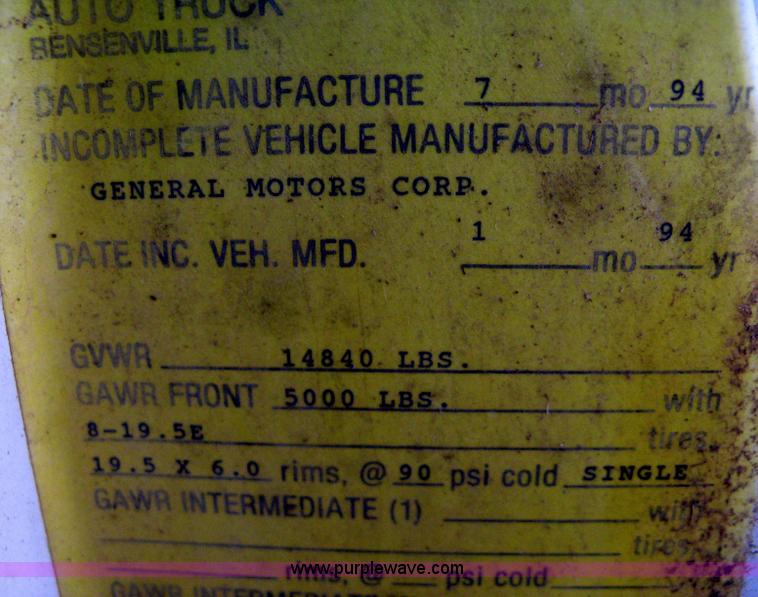 AUTO TRUCK
BENSENVILLE, IL
DATE OF MANUFACTURE 7 mo 94 yr
INCOMPLETE VEHICLE MANUFACTURED BY:
GENERAL MOTORS CORP.
DATE INC. VEH. MFD. 1 mo 94 yr
GVWR 14840 LBS.
GAWR FRONT 5000 LBS. with
8-19.5E tires,
19.5 X 6.0 rims, @ 90 psi cold SINGLE
GAWR INTERMEDIATE (1) with
tires,
rims, @ psi cold
www.purplewave.com
GAWR INTERMEDIATE